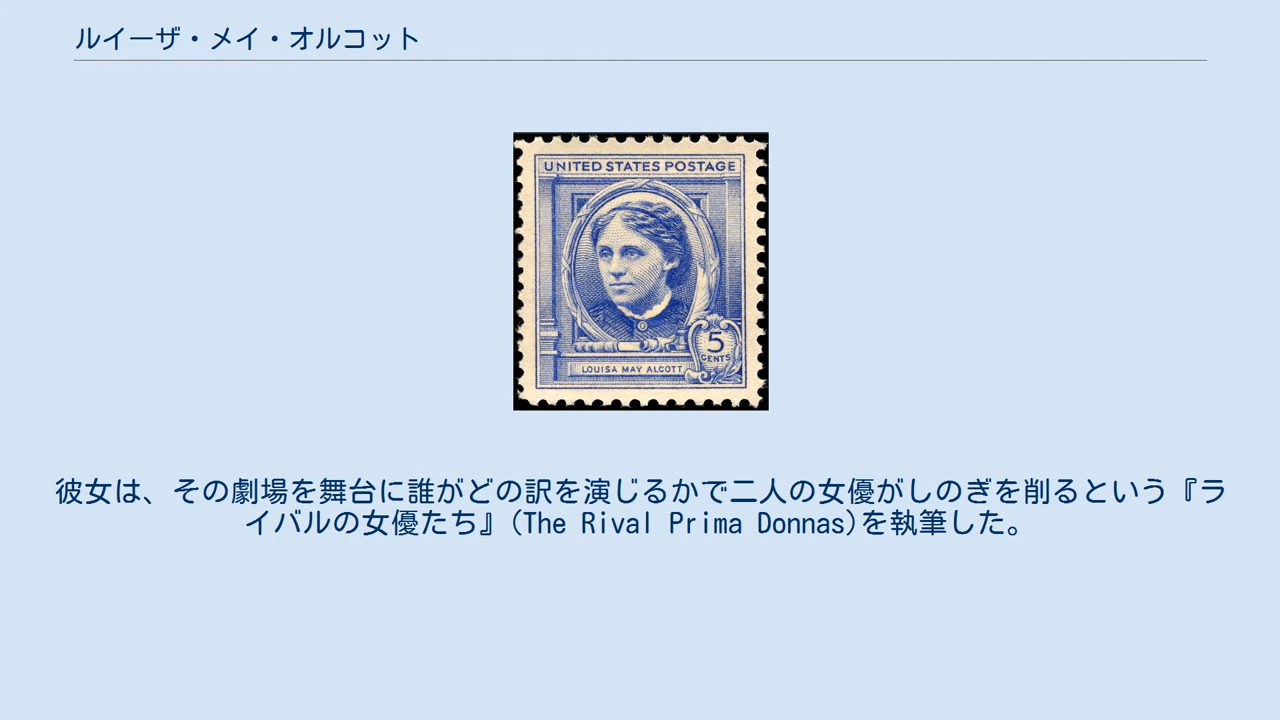 ルイーザ・メイ・オルコット
UNITED STATES POSTAGE
5
CENTS
LOUISA MAY ALCOTT
彼女は、その劇場を舞台に誰がどの訳を演じるかで二人の女優がしのぎを削るという『ラ
イバルの女優たち』(The Rival Prima Donnas)を執筆した。